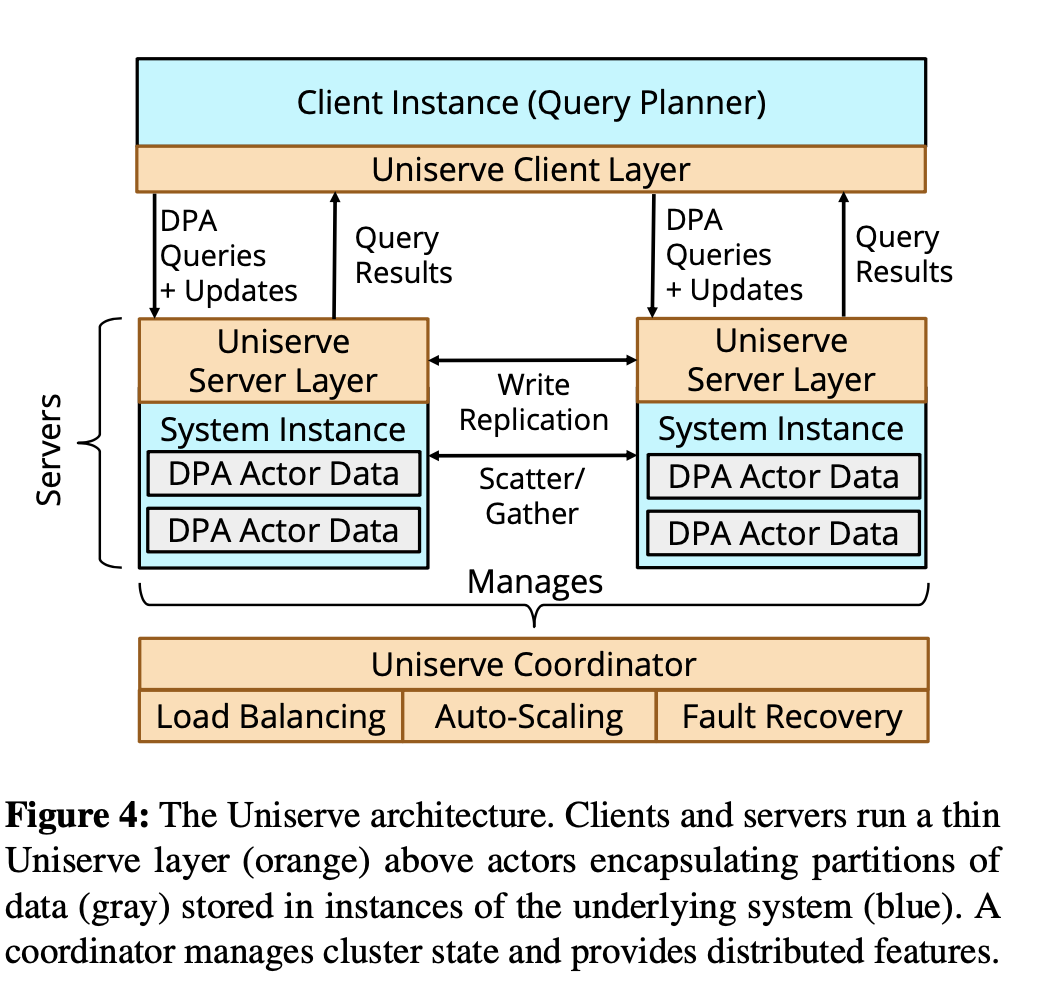 Client Instance (Query Planner)
Uniserve Client Layer
DPA
Queries
+ Updates
Query
Results
DPA
Queries
+ Updates
Query
Results
Servers
Uniserve
Server Layer
System Instance
DPA Actor Data
DPA Actor Data
Write
Replication
Scatter/
Gather
Uniserve
Server Layer
System Instance
DPA Actor Data
DPA Actor Data
Manages
Uniserve Coordinator
Load Balancing
Auto-Scaling
Fault Recovery
Figure 4: The Uniserve architecture. Clients and servers run a thin
Uniserve layer (orange) above actors encapsulating partitions of
data (gray) stored in instances of the underlying system (blue). A
coordinator manages cluster state and provides distributed features.